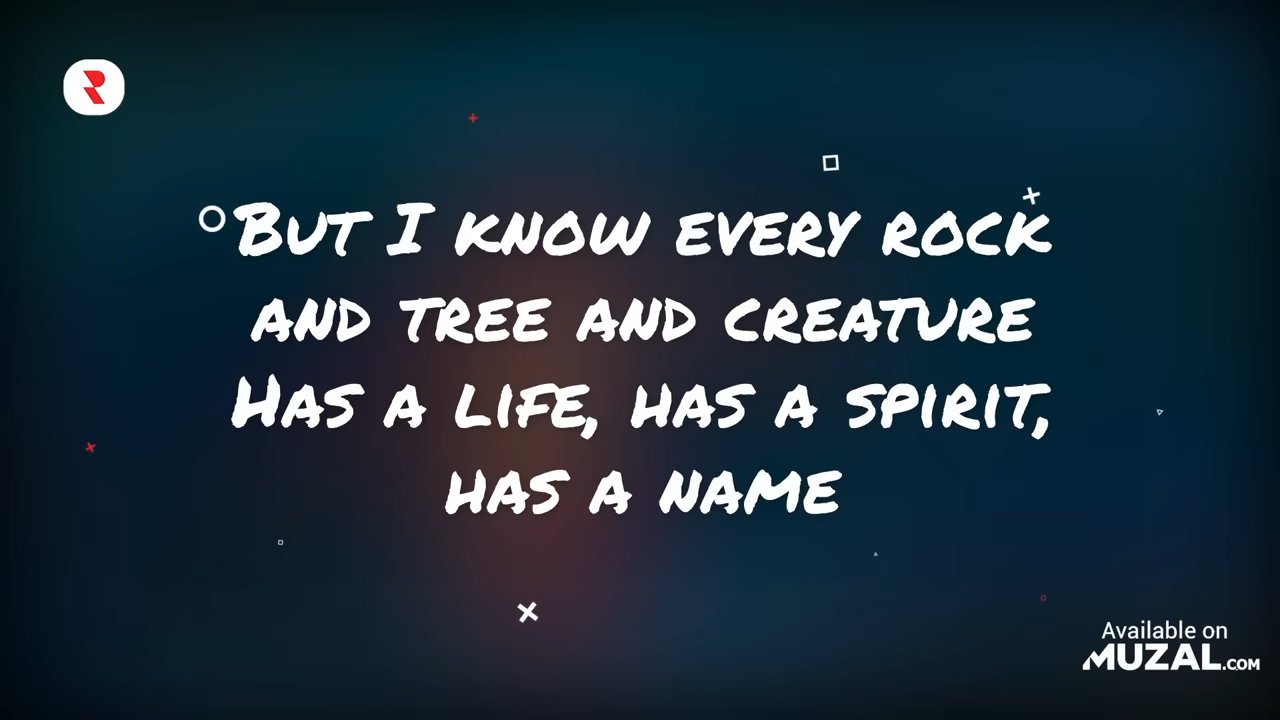 But I know every rock
and tree and creature
Has a life, has a spirit,
has a name
Available on
MUZAL.COM